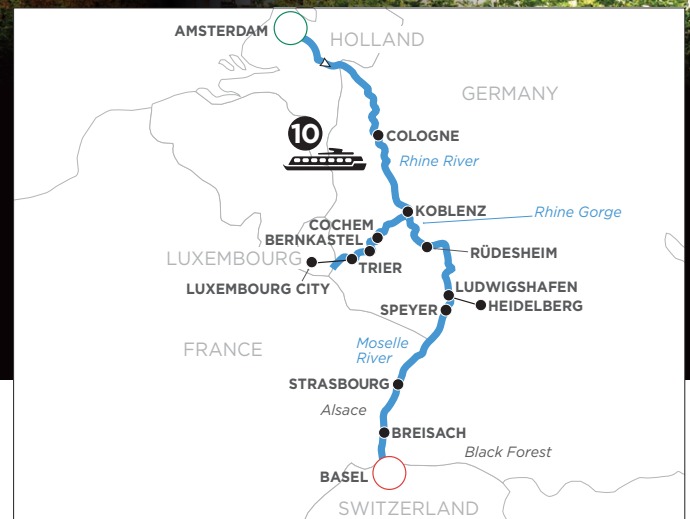 AMSTERDAM
HOLLAND
GERMANY
10
COLOGNE
Rhine River
KOBLENZ
Rhine Gorge
COCHEM
BERNKASTEL
LUXEMBOURG
TRIER
RÜDESHEIM
LUXEMBOURG CITY
LUDWIGSHAFEN
HEIDELBERG
SPEYER
FRANCE
Moselle
River
STRASBOURG
Alsace
BREISACH
Black Forest
BASEL
SWITZERLAND